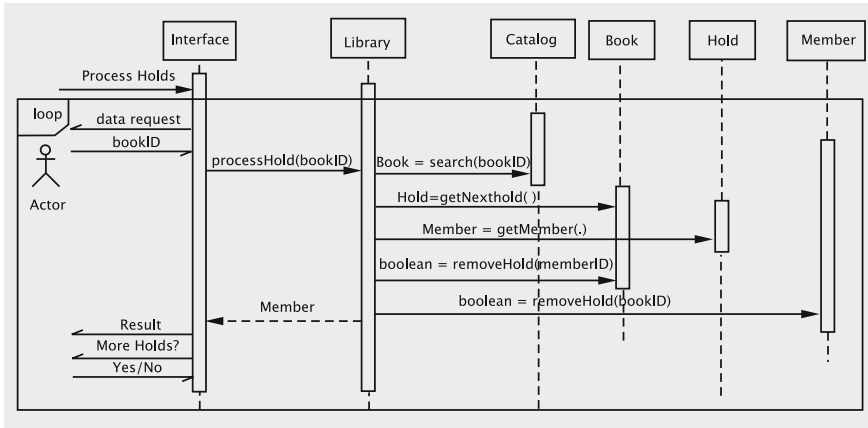 Interface
Library
Catalog
Book
Hold
Member
Process Holds
loop
data request
bookID
Actor
processHold(bookID)
Book = search(bookID)
Hold=getNexthold( )
Member = getMember(.)
boolean = removeHold(memberID)
boolean = removeHold(bookID)
Member
Result
More Holds?
Yes/No